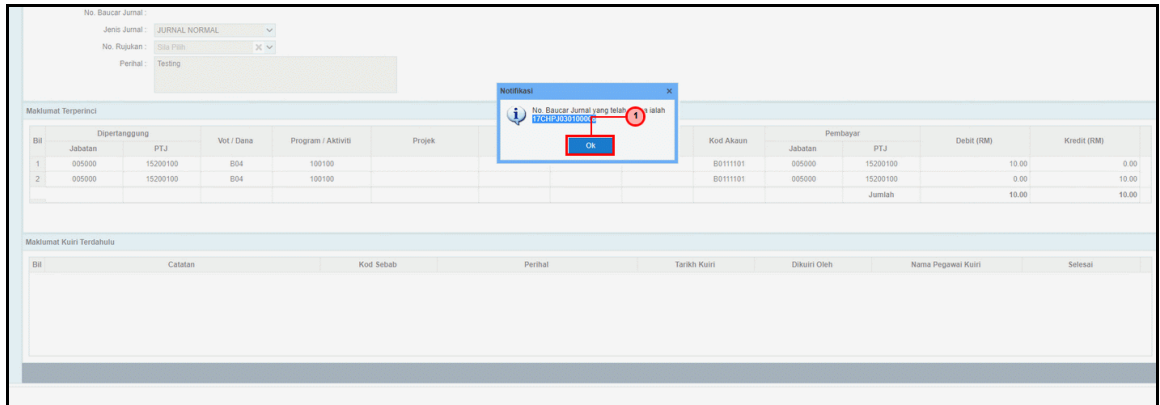 No. Baucar Jurnal :
Jenis Jurnal : JURNAL NORMAL
No. Rujukan : Sila Pilih
Perihal : Testing
Notifikasi
No. Baucar Jurnal yang telah ialah
1
Ok
Maklumat Terperinci
Bil Dipertanggung Vot / Dana Program / Aktiviti Projek Kod Akaun Pembayar Debit (RM) Kredit (RM)
Jabatan PTJ Jabatan PTJ
1 005000 15200100 B04 100100 B0111101 005000 15200100 10.00 0.00
2 005000 15200100 B04 100100 B0111101 005000 15200100 0.00 10.00
Jumlah 10.00 10.00
Maklumat Kuiri Terdahulu
Bil Catatan Kod Sebab Perihal Tarikh Kuiri Dikuiri Oleh Nama Pegawai Kuiri Selesai